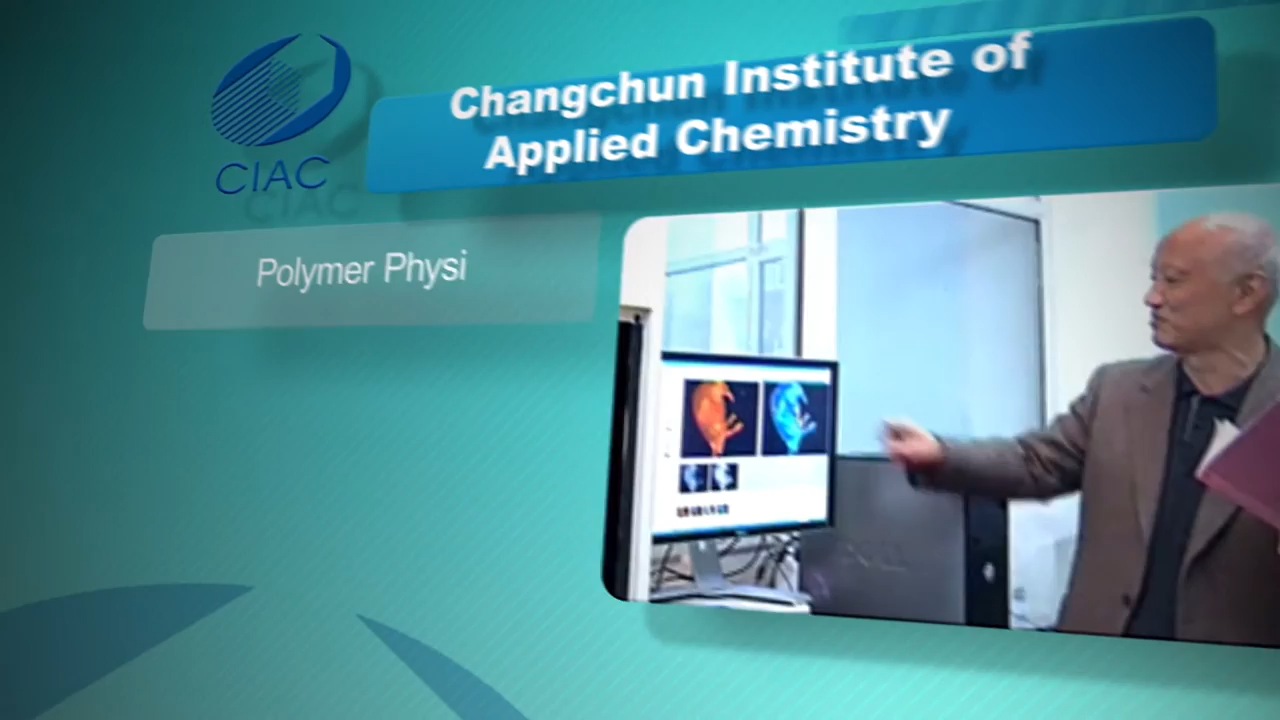 Changchun Institute of
Applied Chemistry
CIAC
Polymer Physi